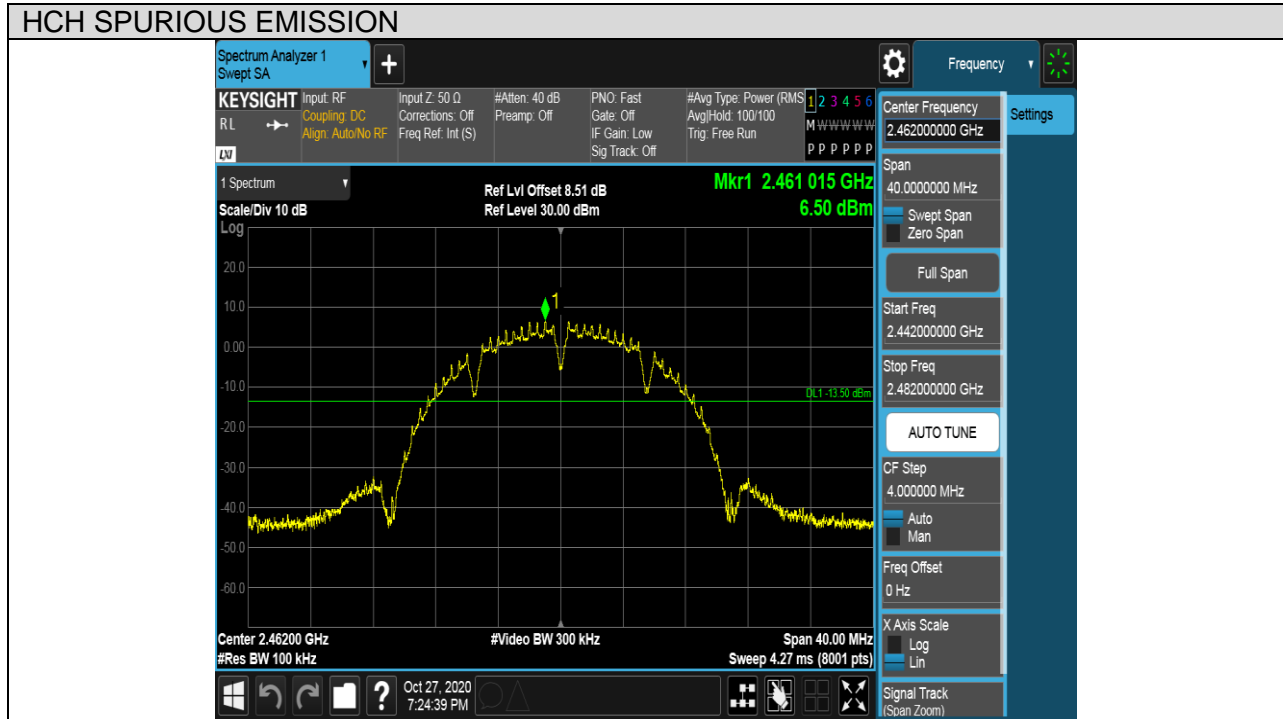 HCH SPURIOUS EMISSION
Spectrum Analyzer 1
Swept SA
+
Frequency
KEYSIGHT
RL
LXI
Input: RF
Coupling: DC
Align: Auto/No RF
Input Z: 50 Ω
Corrections: Off
Freq Ref: Int (S)
#Atten: 40 dB
Preamp: Off
PNO: Fast
Gate: Off
IF Gain: Low
Sig Track: Off
#Avg Type: Power (RMS
Avg|Hold: 100/100
Trig: Free Run
1 2 3 4 5 6
M W W W W W
P P P P P P
1 Spectrum
Scale/Div 10 dB
Ref Lvl Offset 8.51 dB
Ref Level 30.00 dBm
Mkr1 2.461 015 GHz
6.50 dBm
Log
20.0
10.0
0.00
-10.0
-20.0
-30.0
-40.0
-50.0
-60.0
1
DL1 -13.50 dBm
Center 2.46200 GHz
#Res BW 100 kHz
#Video BW 300 kHz
Span 40.00 MHz
Sweep 4.27 ms (8001 pts)
?
Oct 27, 2020
7:24:39 PM
Center Frequency
2.462000000 GHz
Settings
Span
40.0000000 MHz
Swept Span
Zero Span
Full Span
Start Freq
2.442000000 GHz
Stop Freq
2.482000000 GHz
AUTO TUNE
CF Step
4.000000 MHz
Auto
Man
Freq Offset
0 Hz
X Axis Scale
Log
Lin
Signal Track
(Span Zoom)